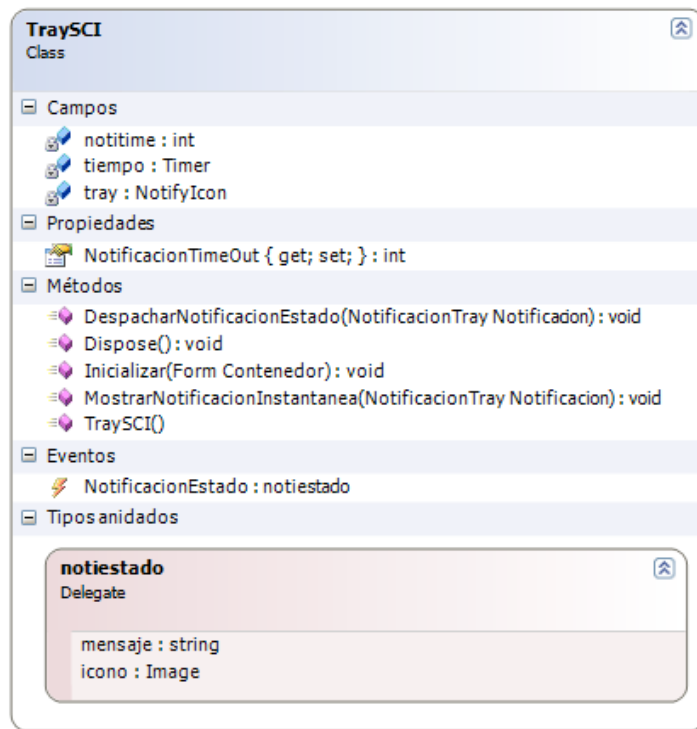 TraySCI
Class
Campos
notitime : int
tiempo : Timer
tray : NotifyIcon
Propiedades
NotificacionTimeOut { get; set; } : int
Métodos
DespacharNotificacionEstado(NotificacionTray Notificacion) : void
Dispose() : void
Inicializar(Form Contenedor) : void
MostrarNotificacionInstantanea(NotificacionTray Notificacion) : void
TraySCI()
Eventos
NotificacionEstado : notiestado
Tipos anidados
notiestado
Delegate
mensaje : string
icono : Image